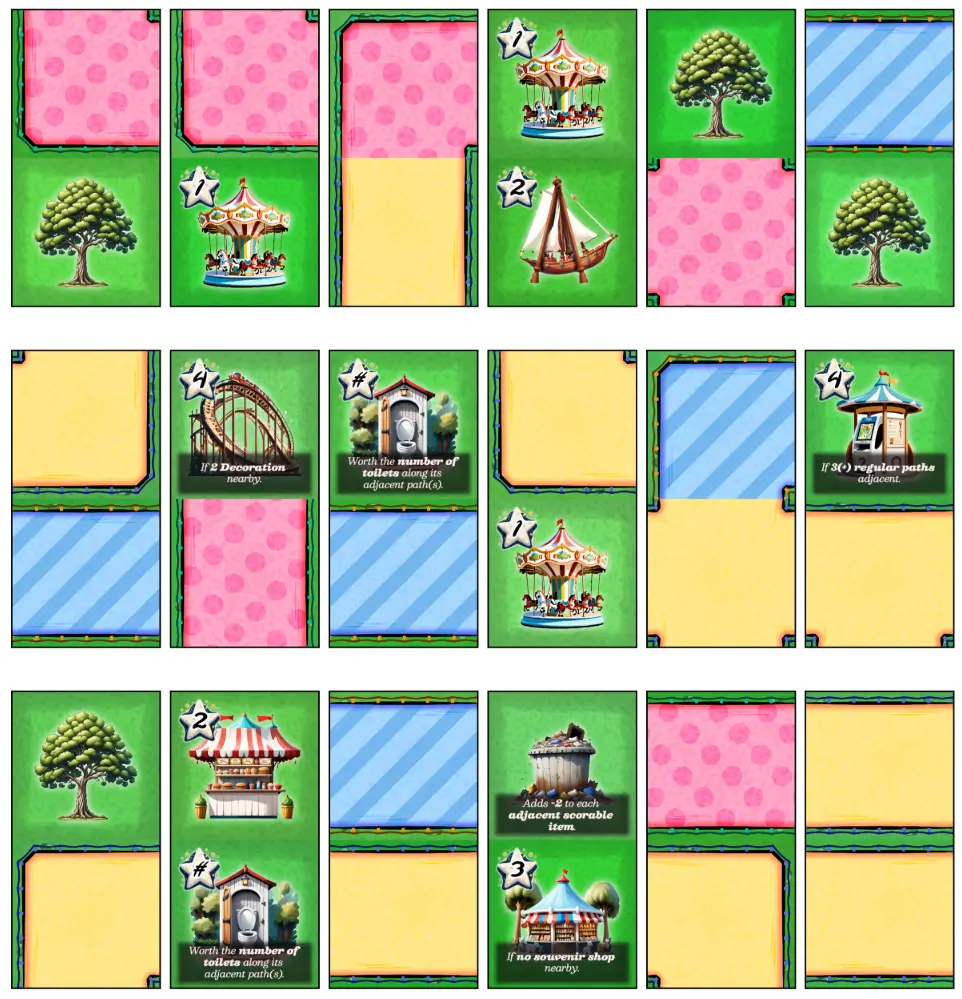 1
1
2
4
If 2 Decoration
nearby.
#
Worth the number of
toilets along its
adjacent path(s).
1
4
If 3(+) regular paths
adjacent.
2
#
Worth the number of
toilets along its
adjacent path(s).
Adds -2 to each
adjacent scorable
item.
3
If no souvenir shop
nearby.